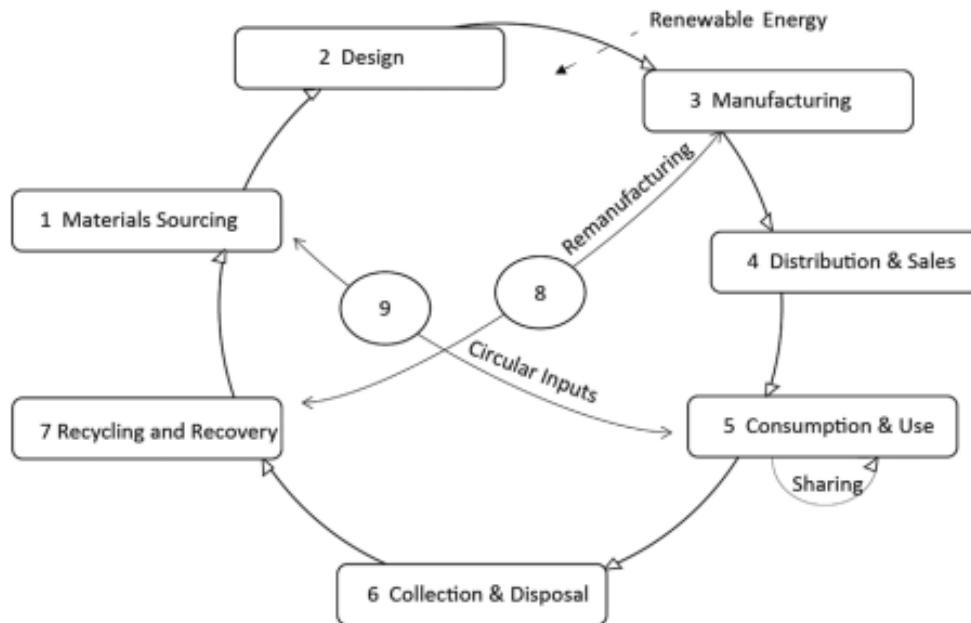 Renewable Energy
2 Design
3 Manufacturing
Remanufacturing
1 Materials Sourcing
4 Distribution & Sales
8
9
Circular Inputs
7 Recycling and Recovery
5 Consumption & Use
Sharing
6 Collection & Disposal